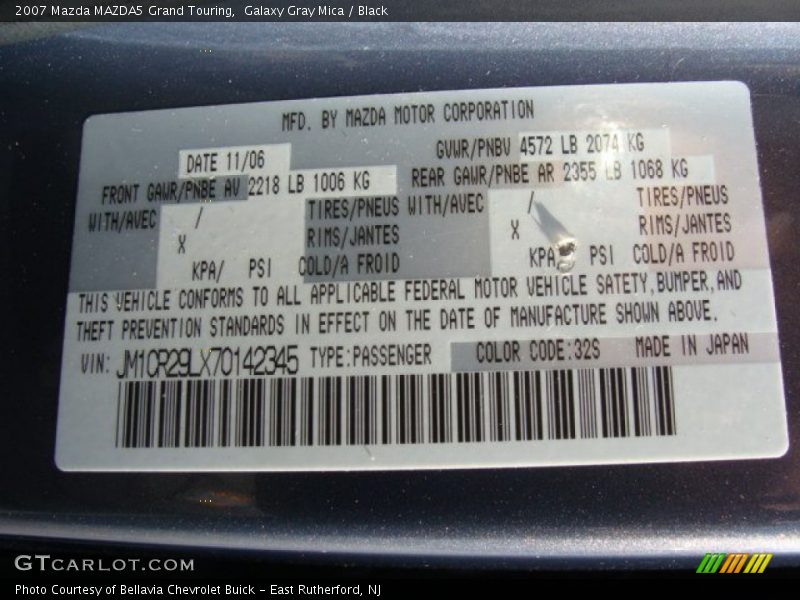 2007 Mazda MAZDA5 Grand Touring,  Galaxy Gray Mica / Black
MFD. BY MAZDA MOTOR CORPORATION
DATE 11/06
GVWR/PNBV 4572 LB 2074 KG
FRONT GAWR/PNBE AV 2218 LB 1006 KG
REAR GAWR/PNBE AR 2355 LB 1068 KG
WITH/AVEC / TIRES/PNEUS WITH/AVEC / TIRES/PNEUS
X RIMS/JANTES X RIMS/JANTES
KPA/ PSI COLD/A FROID KPA/ PSI COLD/A FROID
THIS VEHICLE CONFORMS TO ALL APPLICABLE FEDERAL MOTOR VEHICLE SATETY,BUMPER,AND
THEFT PREVENTION STANDARDS IN EFFECT ON THE DATE OF MANUFACTURE SHOWN ABOVE.
VIN: JM1CR29LX70142345 TYPE:PASSENGER COLOR CODE:32S MADE IN JAPAN
GTCARLOT.COM
Photo Courtesy of Bellavia Chevrolet Buick – East Rutherford, NJ